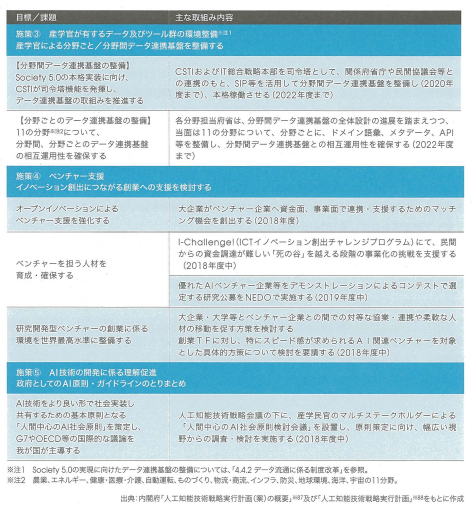 目標／課題
主な取組み内容
施策③　産学官が有するデータ及びツール群の環境整備※注1
産学官による分野ごと／分野間データ連携基盤を整備する
【分野間データ連携基盤の整備】
Society 5.0の本格実装に向け、
CSTIが司令塔機能を発揮し、
データ連携基盤の取組みを推進する
CSTIおよびIT総合戦略本部を司令塔として、関係府省庁や民間協議会等と
の連携のもと、SIP等を活用して分野間データ連携基盤を整備し（2020年
度まで）、本格稼働させる（2022年度まで）
【分野ごとのデータ連携基盤の整備】
11の分野※注2について、
分野間、分野ごとのデータ連携基盤
の相互運用性を確保する
各分野担当府省は、分野間データ連携基盤の全体設計の進展を踏まえつつ、
当面は11の分野について、分野ごとに、ドメイン語彙、メタデータ、API
等を整備し、分野間データ連携基盤との相互運用性を確保する（2022年度
まで）
施策④　ベンチャー支援
イノベーション創出につながる創業への支援を検討する
オープンイノベーションによる
ベンチャー支援を強化する
大企業がベンチャー企業へ資金面、事業面で連携・支援するためのマッチ
ング機会を創出する（2018年度）
ベンチャーを担う人材を
育成・確保する
I-Challenge!（ICTイノベーション創出チャレンジプログラム）にて、民間
からの資金調達が難しい「死の谷」を越える段階の事業化の挑戦を支援す
る（2018年度中）
優れたAIベンチャー企業等をデモンストレーションによるコンテストで選
定する研究公募をNEDOで実施する（2019年度中）
研究開発型ベンチャーの創業に係る
環境を世界最高水準に整備する
大企業・大学等とベンチャー企業との間での対等な協業・連携や柔軟な人
材の移動を促す方策を検討する
創業TFに対し、特にスピード感が求められるAI関連ベンチャーを対象
とした具体的方策について検討を要請する（2018年度中）
施策⑤　AI技術の開発に係る理解促進
政府としてのAI原則・ガイドラインのとりまとめ
AI技術をより良い形で社会実装し
共有するための基本原則となる
「人間中心のAI社会原則」を策定し、
G7やOECD等の国際的な議論を
我が国が主導する
人工知能技術戦略会議の下に、産学民官のマルチステークホルダーによる
「人間中心のAI社会原則検討会議」を設置し、原則策定に向け、幅広い視
野からの調査・検討を実施する（2018年度中）
※注1　Society 5.0の実現に向けたデータ連携基盤の整備については、「4.4.2 データ流通に係る制度改革」を参照。
※注2　農業、エネルギー、健康・医療・介護、自動運転、ものづくり、物流・商流、インフラ、防災、地球環境、海洋、宇宙の11分野。
出典：内閣府「人工知能技術戦略実行計画（案）の概要」※87及び「人工知能技術戦略実行計画」※88をもとに作成